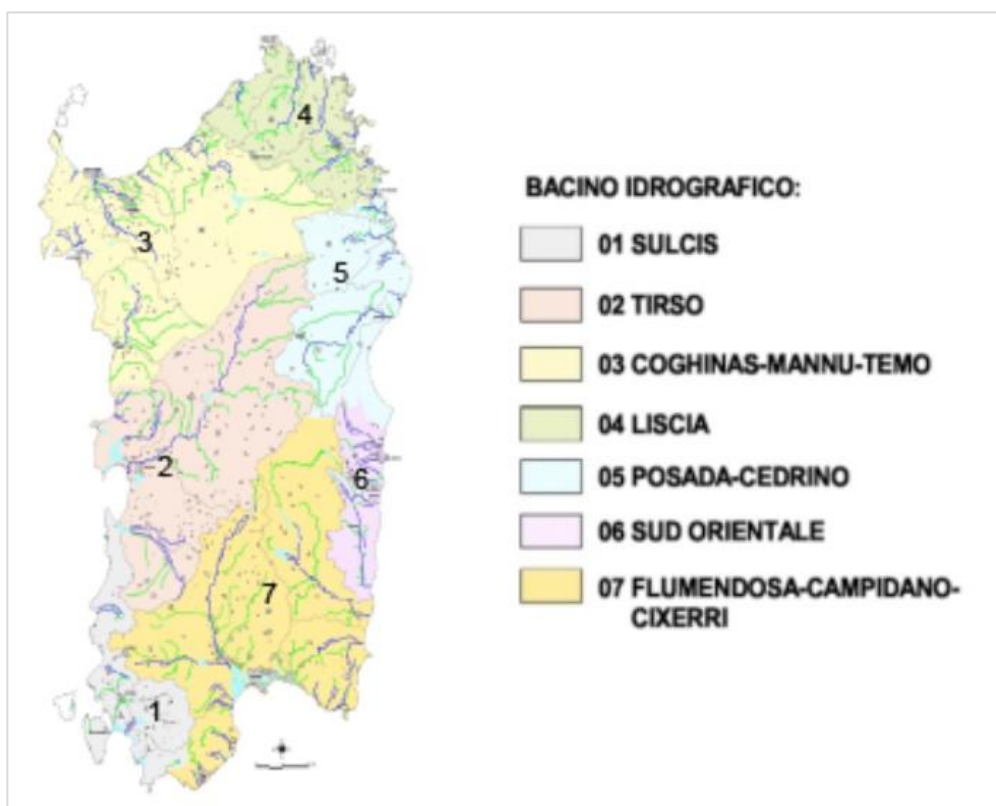 4
3
5
2
6
7
1
BACINO IDROGRAFICO:
01 SULCIS
02 TIRSO
03 COGHINAS-MANNU-TEMO
04 LISCIA
05 POSADA-CEDRINO
06 SUD ORIENTALE
07 FLUMENDOSA-CAMPIDANO-
CIXERRI